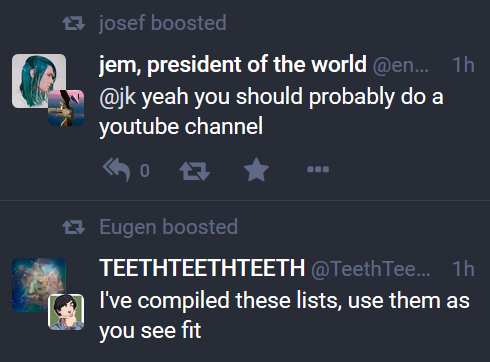 josef boosted
jem, president of the world @en... 1h
@jk yeah you should probably do a
youtube channel
0
Eugen boosted
TEETHTEETHTEETH @TeethTee... 1h
I've compiled these lists, use them as
you see fit